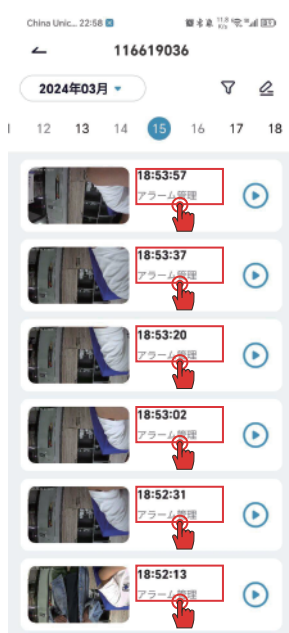 China Unic... 22:58
11.8 K/s
116619036
2024年03月
12 13 14 15 16 17 18
18:53:57
アラーム管理
18:53:37
アラーム管理
18:53:20
アラーム管理
18:53:02
アラーム管理
18:52:31
アラーム管理
18:52:13
アラーム管理